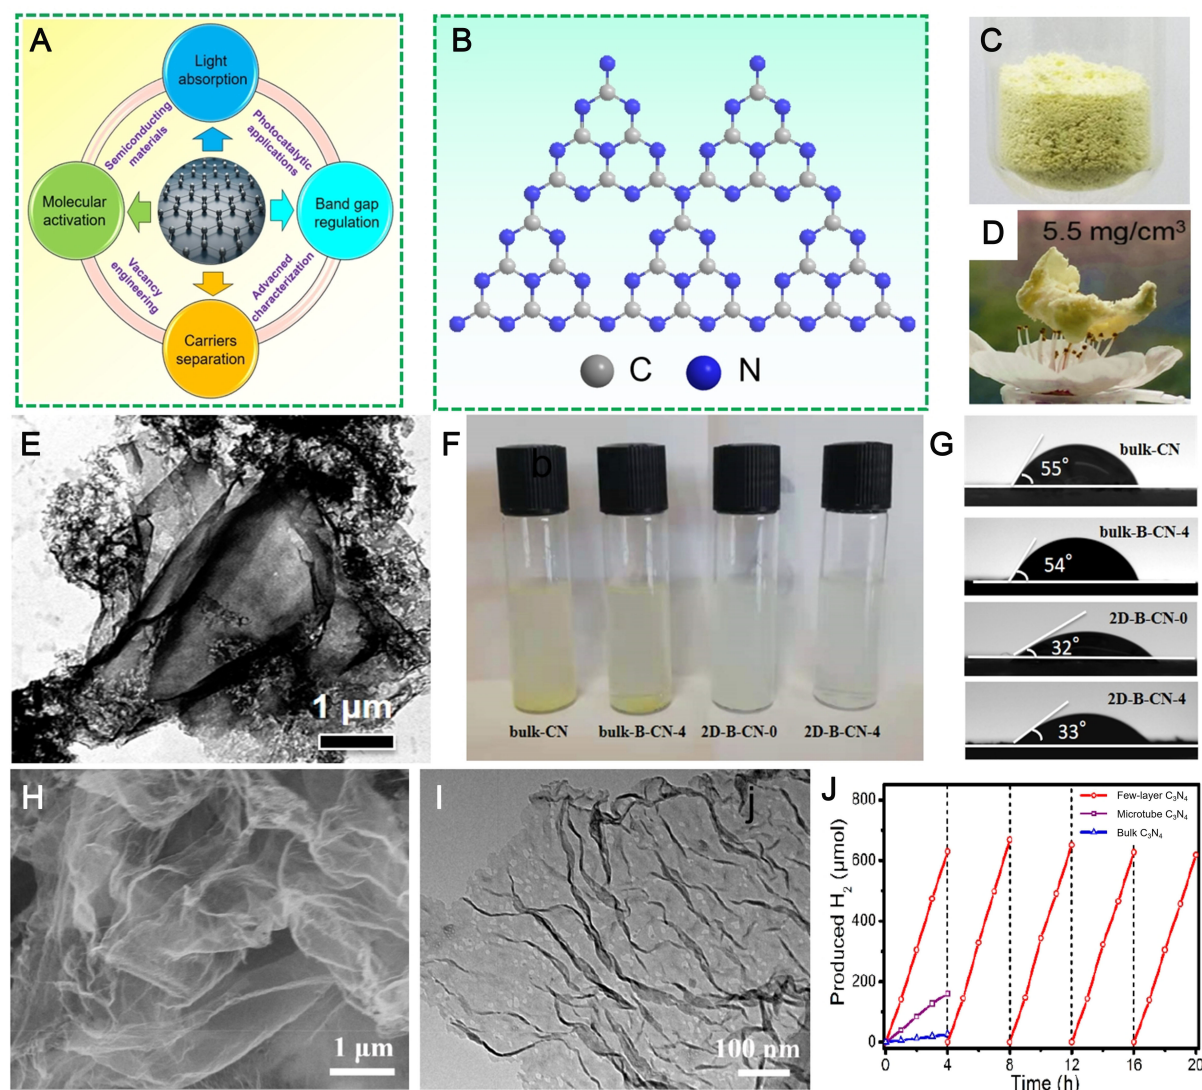 A
Light
absorption
Semiconducting
materials
Photocatalytic
applications
Molecular
activation
Band gap
regulation
Vacancy
engineering
Advacned
characterization
Carriers
separation
B
C
N
C
D
5.5 mg/cm³
E
1 µm
F
b
bulk-CN
bulk-B-CN-4
2D-B-CN-0
2D-B-CN-4
G
bulk-CN
55°
bulk-B-CN-4
54°
2D-B-CN-0
32°
2D-B-CN-4
33°
H
1 µm
I
j
100 nm
J
Few-layer C₃N₄
Microtube C₃N₄
Bulk C₃N₄
Produced H₂ (µmol)
800
600
400
200
0
0 4 8 12 16 20
Time (h)